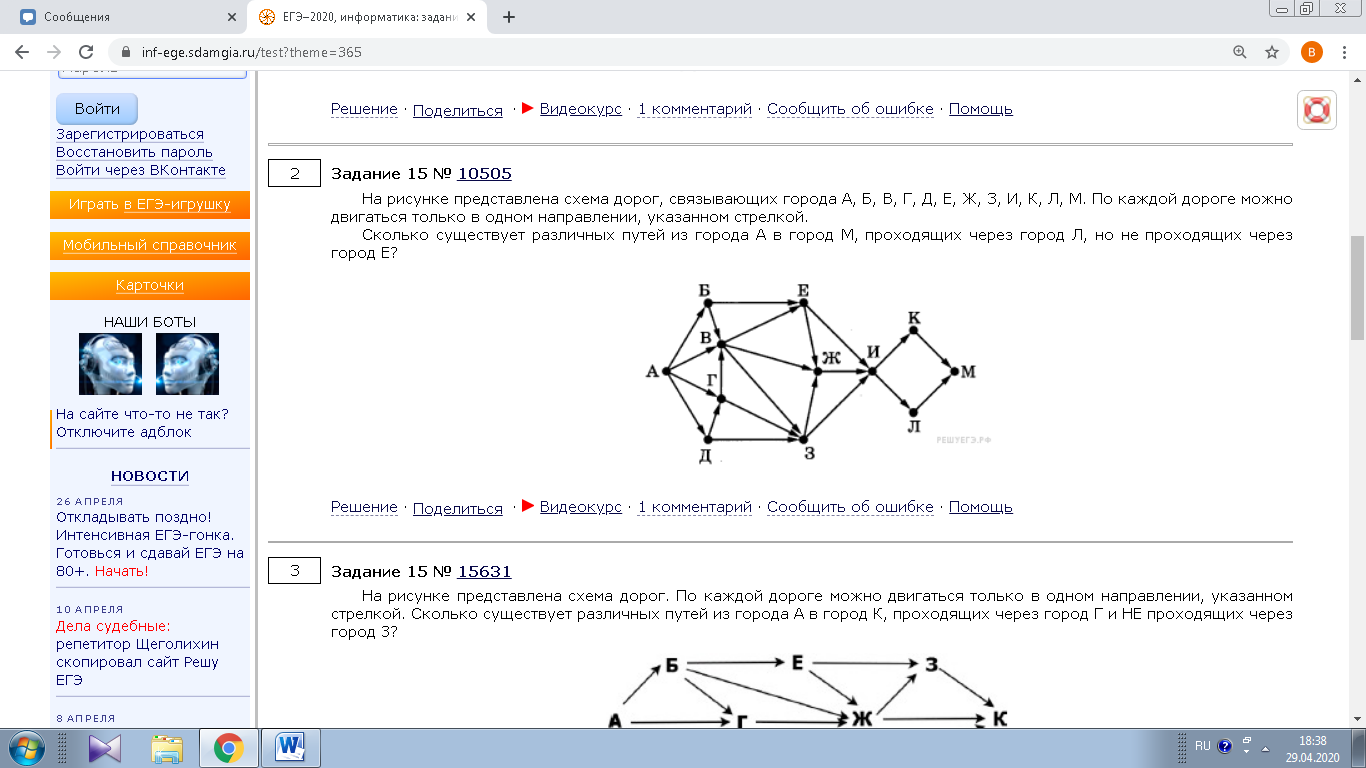 Сообщения
ЕГЭ–2020, информатика: задани
inf-ege.sdamgia.ru/test?theme=365
В
Войти
Зарегистрироваться
Восстановить пароль
Войти через ВКонтакте
Играть в ЕГЭ-игрушку
Мобильный справочник
Карточки
НАШИ БОТЫ
На сайте что-то не так?
Отключите адблок
НОВОСТИ
26 АПРЕЛЯ
Откладывать поздно!
Интенсивная ЕГЭ-гонка.
Готовься и сдавай ЕГЭ на
80+. Начать!
10 АПРЕЛЯ
Дела судебные:
репетитор Щеголихин
скопировал сайт Решу
ЕГЭ
8 АПРЕЛЯ
Решение · Поделиться · Видеокурс · 1 комментарий · Сообщить об ошибке · Помощь
2
Задание 15 № 10505
На рисунке представлена схема дорог, связывающих города А, Б, В, Г, Д, Е, Ж, З, И, К, Л, М. По каждой дороге можно
двигаться только в одном направлении, указанном стрелкой.
Сколько существует различных путей из города А в город М, проходящих через город Л, но не проходящих через
город Е?
Б
Е
К
В
Ж
И
А
Г
М
Л
Д
З
РЕШУЕГЭ.РФ
Решение · Поделиться · Видеокурс · 1 комментарий · Сообщить об ошибке · Помощь
3
Задание 15 № 15631
На рисунке представлена схема дорог. По каждой дороге можно двигаться только в одном направлении, указанном
стрелкой. Сколько существует различных путей из города А в город К, проходящих через город Г и НЕ проходящих через
город З?
Б
Е
З
А
Г
Ж
К
RU
18:38
29.04.2020